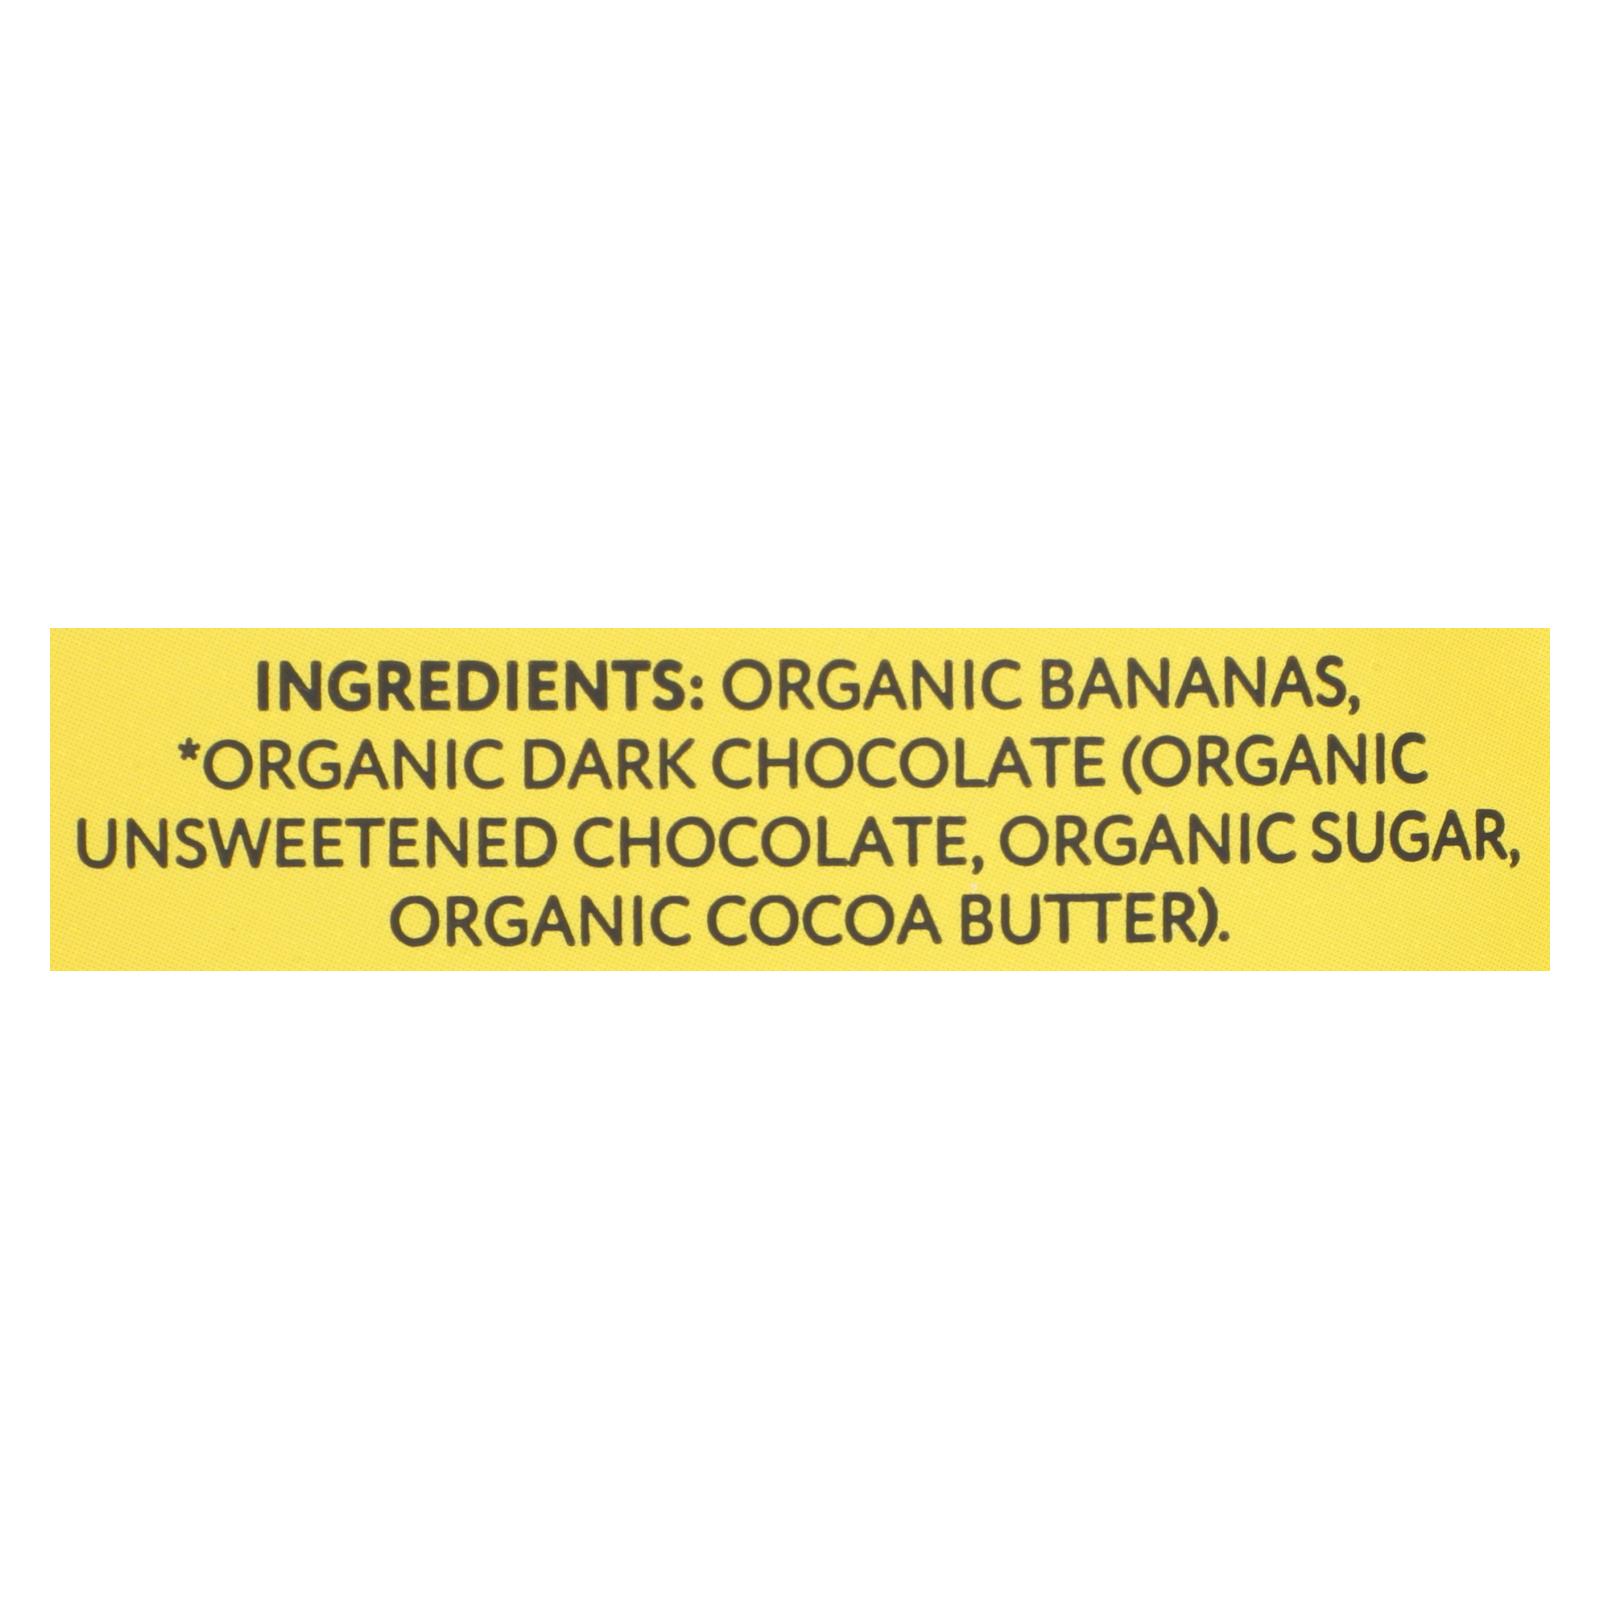 INGREDIENTS: ORGANIC BANANAS,
*ORGANIC DARK CHOCOLATE (ORGANIC
UNSWEETENED CHOCOLATE, ORGANIC SUGAR,
ORGANIC COCOA BUTTER).